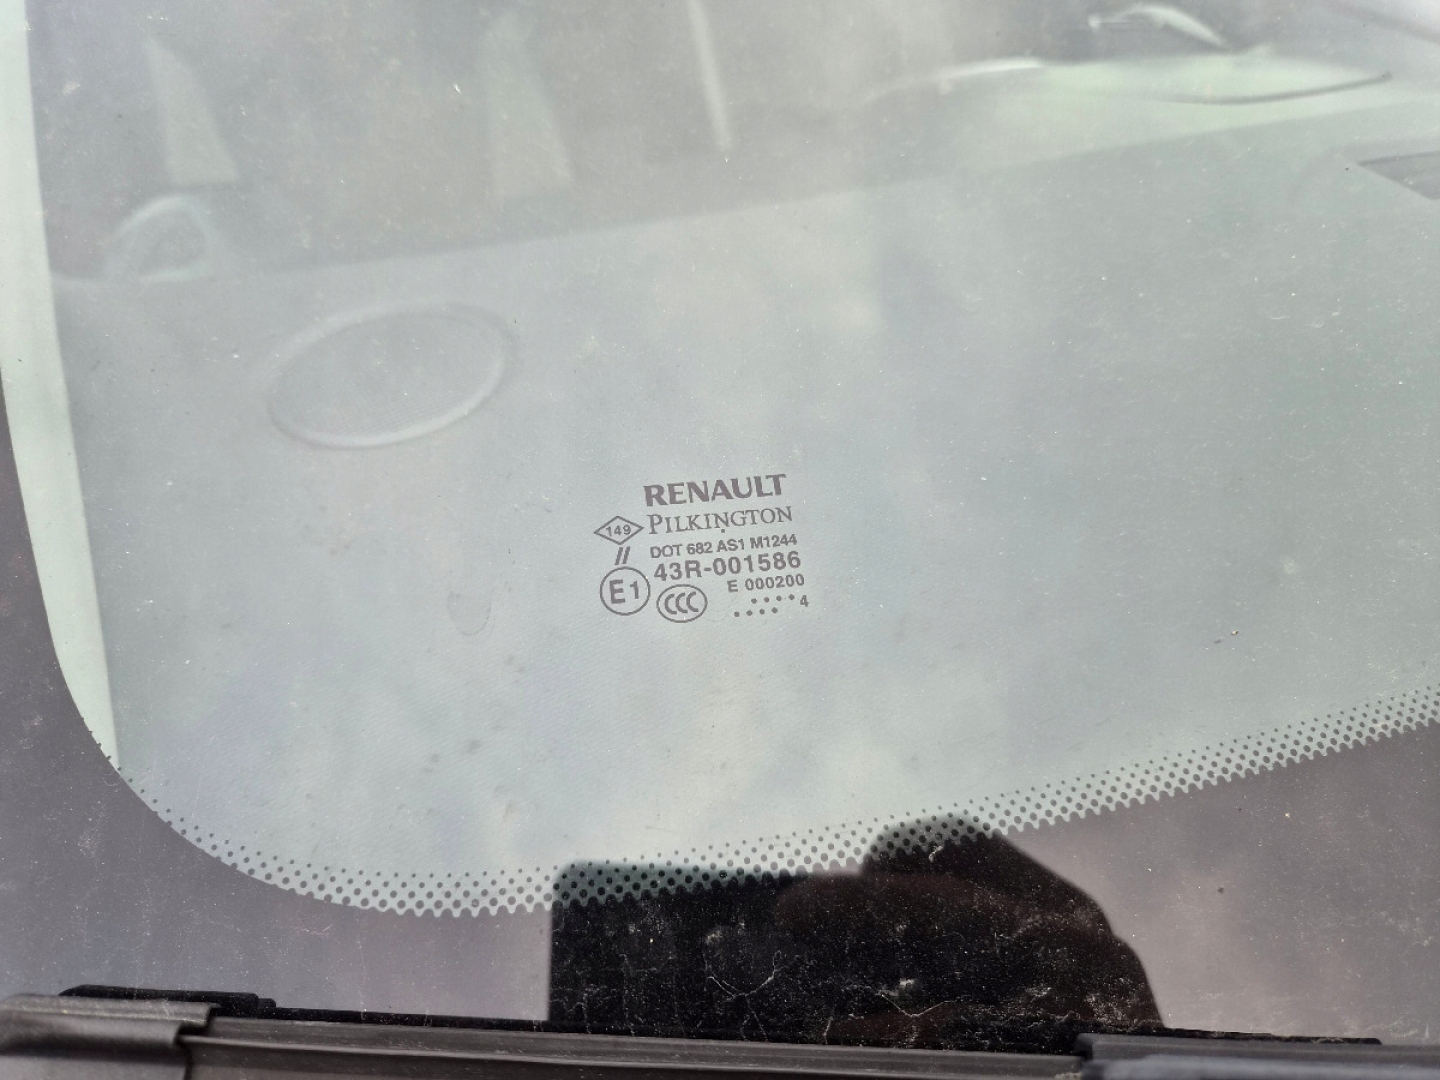 RENAULT
149 PILKINGTON
DOT 682 AS1 M1244
// 43R-001586
E1 CCC E 000200
....... 4